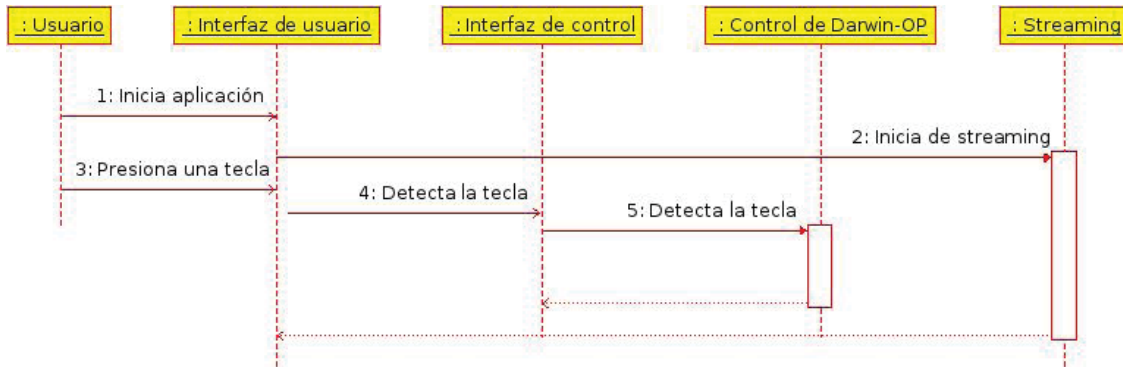 : Usuario
: Interfaz de usuario
: Interfaz de control
: Control de Darwin-OP
: Streaming
1: Inicia aplicación
2: Inicia de streaming
3: Presiona una tecla
4: Detecta la tecla
5: Detecta la tecla